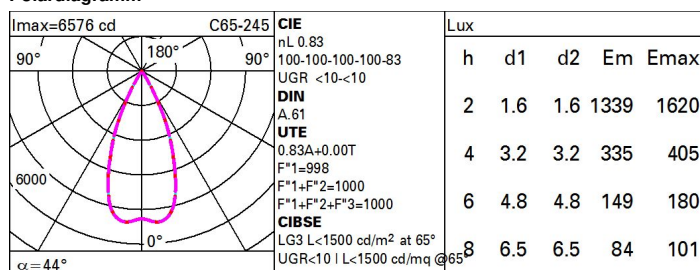 Imax=6576 cd C65-245
90° 180° 90°
6000
0°
α=44°
CIE
nL 0.83
100-100-100-100-83
UGR <10-<10
DIN
A.61
UTE
0.83A+0.00T
F"1=998
F"1+F"2=1000
F"1+F"2+F"3=1000
CIBSE
LG3 L<1500 cd/m² at 65°
UGR<10 | L<1500 cd/mq @65°
Lux
h d1 d2 Em Emax
2 1.6 1.6 1339 1620
4 3.2 3.2 335 405
6 4.8 4.8 149 180
8 6.5 6.5 84 101